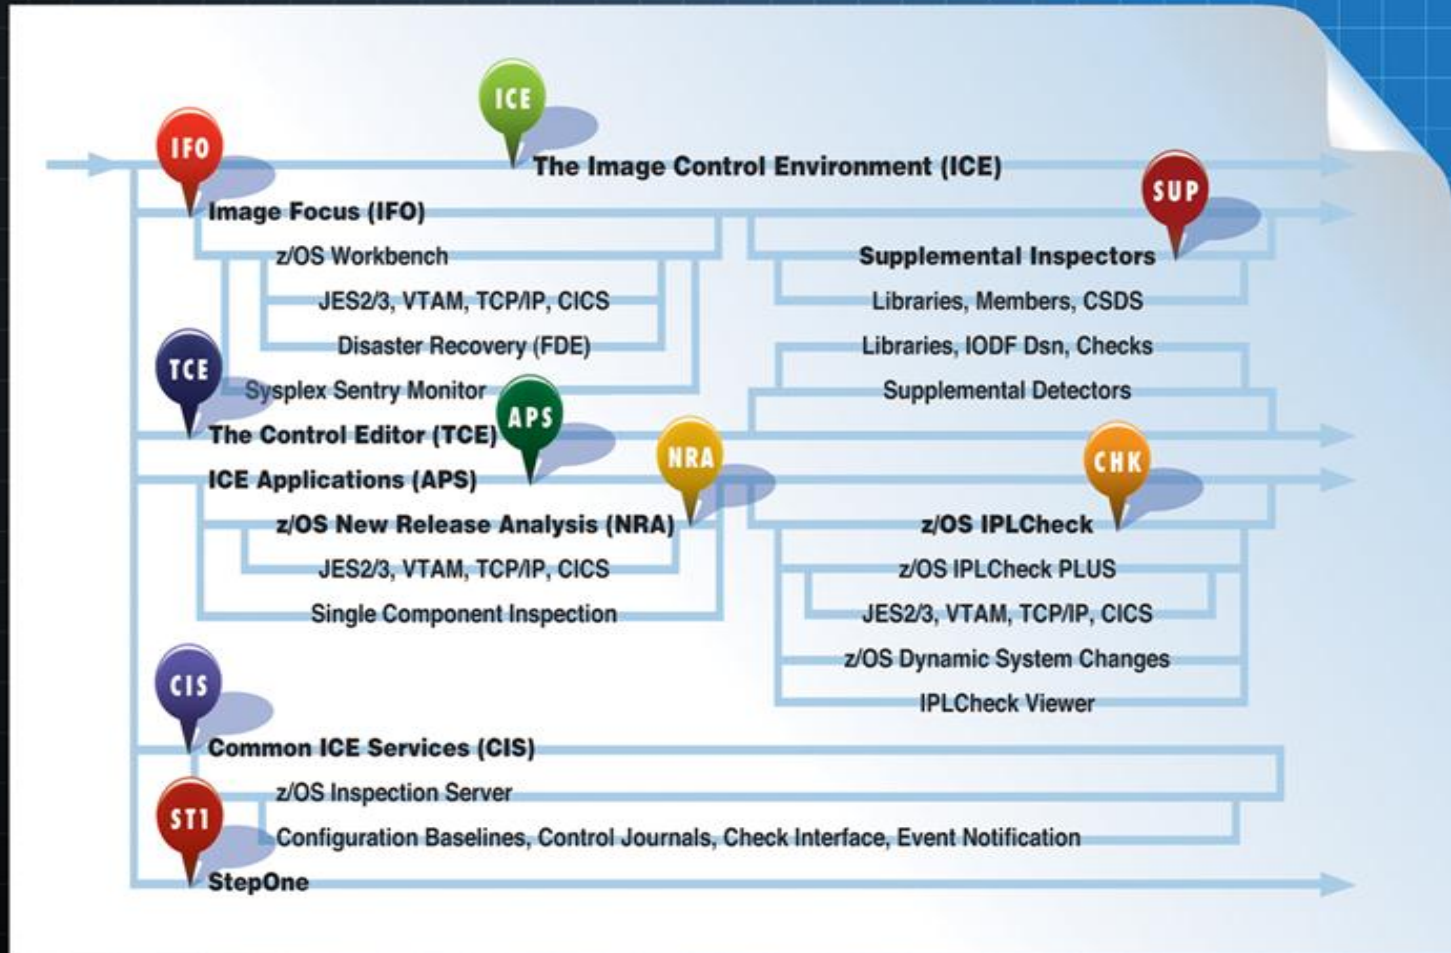 ICE
IFO
The Image Control Environment (ICE)
SUP
Image Focus (IFO)
z/OS Workbench
JES2/3, VTAM, TCP/IP, CICS
Disaster Recovery (FDE)
Sysplex Sentry Monitor
Supplemental Inspectors
Libraries, Members, CSDS
Libraries, IODF Dsn, Checks
Supplemental Detectors
TCE
APS
The Control Editor (TCE)
NRA
CHK
ICE Applications (APS)
z/OS New Release Analysis (NRA)
JES2/3, VTAM, TCP/IP, CICS
Single Component Inspection
z/OS IPLCheck
z/OS IPLCheck PLUS
JES2/3, VTAM, TCP/IP, CICS
z/OS Dynamic System Changes
IPLCheck Viewer
CIS
Common ICE Services (CIS)
z/OS Inspection Server
ST1
Configuration Baselines, Control Journals, Check Interface, Event Notification
StepOne